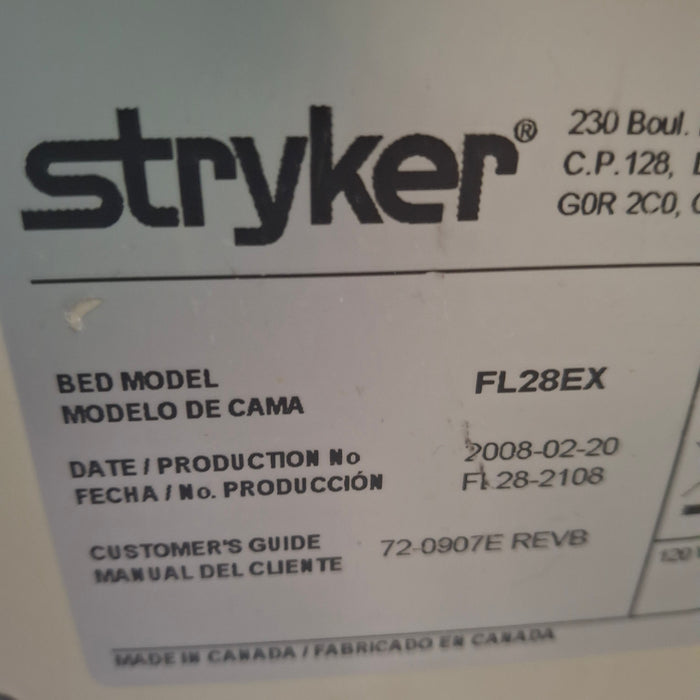 stryker®
230 Boul.
C.P.128,
G0R 2C0,
BED MODEL FL28EX
MODELO DE CAMA
DATE / PRODUCTION No 2008-02-20
FECHA / No. PRODUCCIÓN FL28-2108
CUSTOMER'S GUIDE 72-0907E REVB
MANUAL DEL CLIENTE
120
MADE IN CANADA / FABRICADO EN CANADA